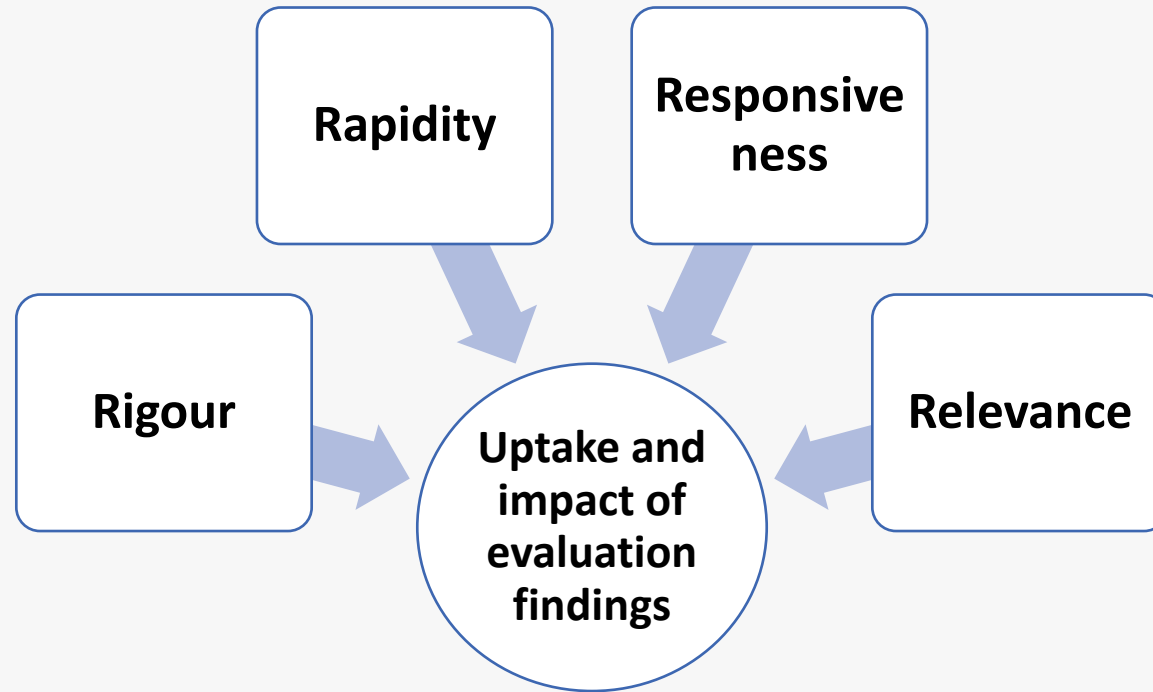 Rapidity
Responsive
ness
Rigour
Relevance
Uptake and
impact of
evaluation
findings